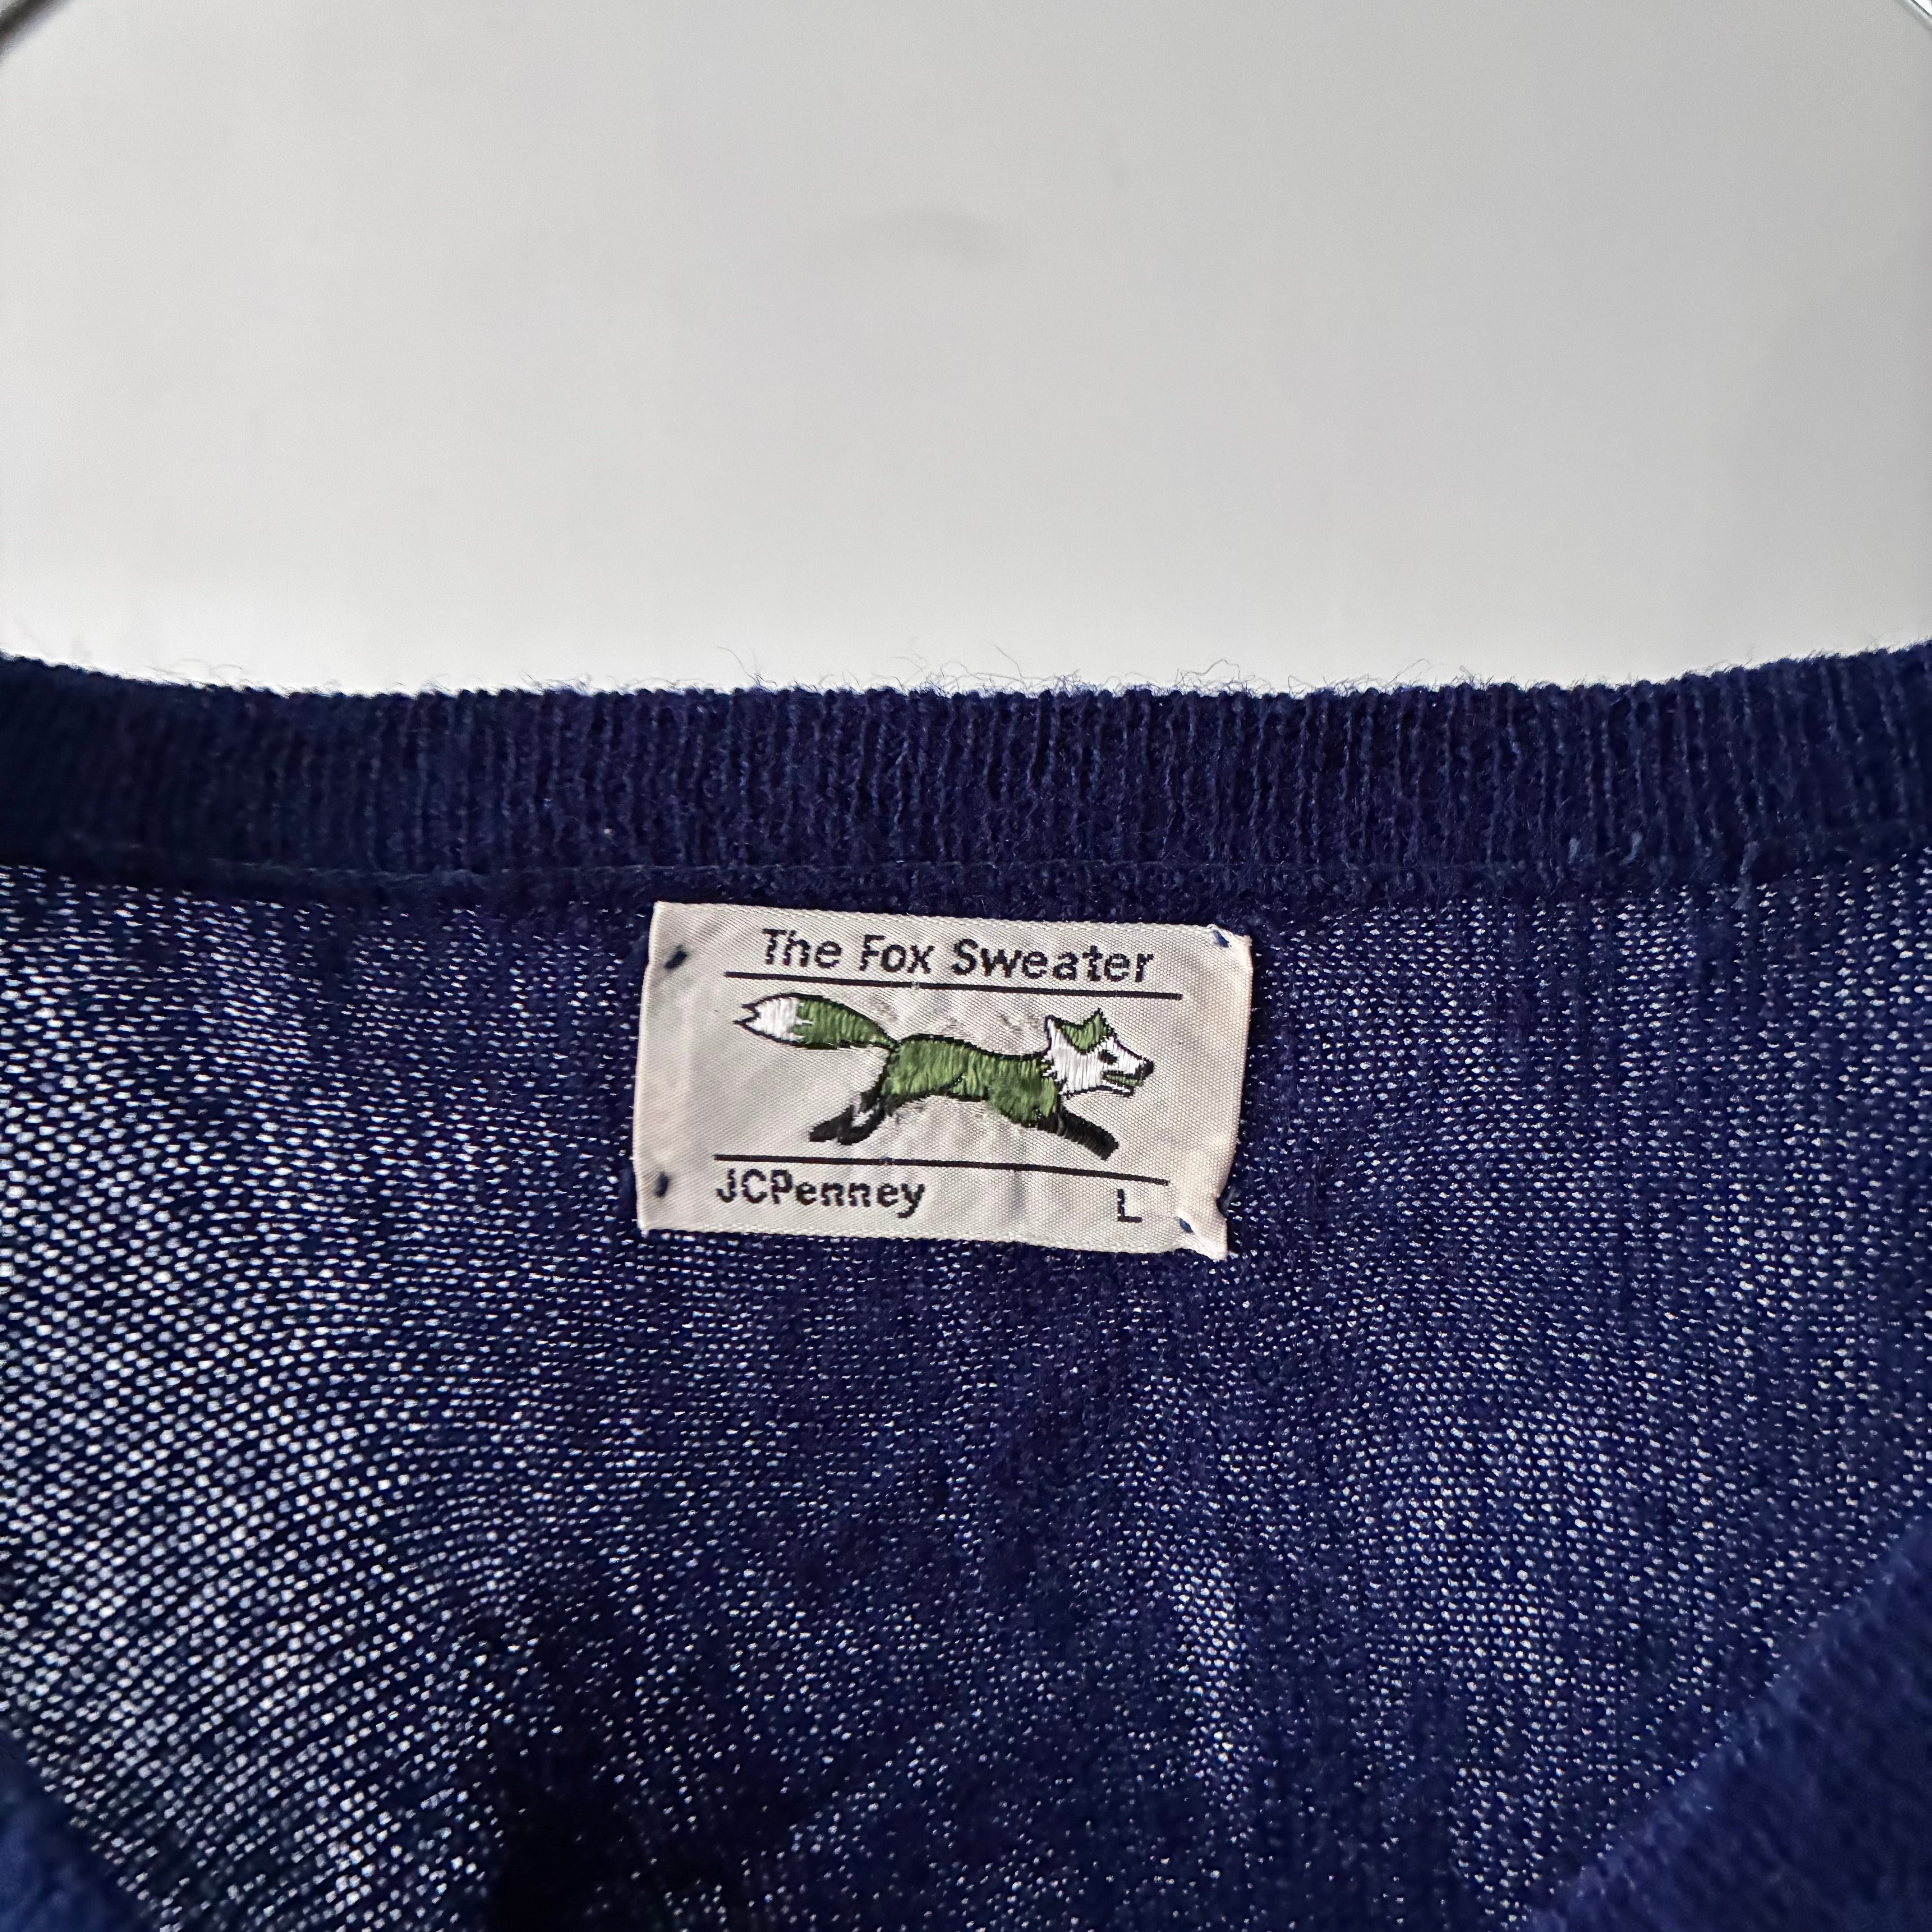 The Fox Sweater
JCPenney L